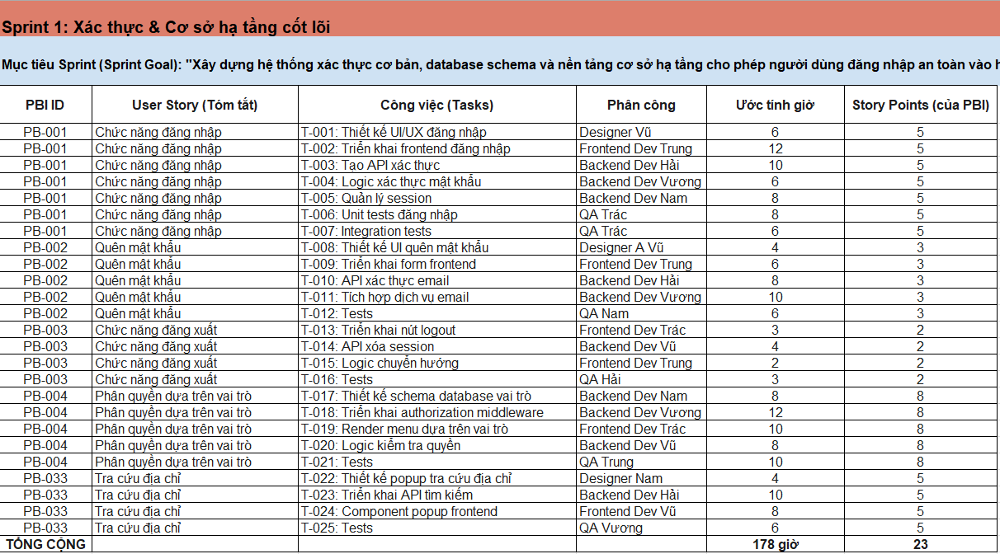 Sprint 1: Xác thực & Cơ sở hạ tầng cốt lõi
Mục tiêu Sprint (Sprint Goal): "Xây dựng hệ thống xác thực cơ bản, database schema và nền tảng cơ sở hạ tầng cho phép người dùng đăng nhập an toàn vào h
PBI ID User Story (Tóm tắt) Công việc (Tasks) Phân công Ước tính giờ Story Points (của PBI)
PB-001 Chức năng đăng nhập T-001: Thiết kế UI/UX đăng nhập Designer Vũ 6 5
PB-001 Chức năng đăng nhập T-002: Triển khai frontend đăng nhập Frontend Dev Trung 12 5
PB-001 Chức năng đăng nhập T-003: Tạo API xác thực Backend Dev Hải 10 5
PB-001 Chức năng đăng nhập T-004: Logic xác thực mật khẩu Backend Dev Vương 6 5
PB-001 Chức năng đăng nhập T-005: Quản lý session Backend Dev Nam 8 5
PB-001 Chức năng đăng nhập T-006: Unit tests đăng nhập QA Trác 8 5
PB-001 Chức năng đăng nhập T-007: Integration tests QA Trác 6 5
PB-002 Quên mật khẩu T-008: Thiết kế UI quên mật khẩu Designer A Vũ 4 3
PB-002 Quên mật khẩu T-009: Triển khai form frontend Frontend Dev Trung 6 3
PB-002 Quên mật khẩu T-010: API xác thực email Backend Dev Hải 8 3
PB-002 Quên mật khẩu T-011: Tích hợp dịch vụ email Backend Dev Vương 10 3
PB-002 Quên mật khẩu T-012: Tests QA Nam 6 3
PB-003 Chức năng đăng xuất T-013: Triển khai nút logout Frontend Dev Trác 3 2
PB-003 Chức năng đăng xuất T-014: API xóa session Backend Dev Vũ 4 2
PB-003 Chức năng đăng xuất T-015: Logic chuyển hướng Frontend Dev Trung 2 2
PB-003 Chức năng đăng xuất T-016: Tests QA Hải 3 2
PB-004 Phân quyền dựa trên vai trò T-017: Thiết kế schema database vai trò Backend Dev Nam 8 8
PB-004 Phân quyền dựa trên vai trò T-018: Triển khai authorization middleware Backend Dev Vương 12 8
PB-004 Phân quyền dựa trên vai trò T-019: Render menu dựa trên vai trò Frontend Dev Trác 10 8
PB-004 Phân quyền dựa trên vai trò T-020: Logic kiểm tra quyền Backend Dev Vũ 8 8
PB-004 Phân quyền dựa trên vai trò T-021: Tests QA Trung 10 8
PB-033 Tra cứu địa chỉ T-022: Thiết kế popup tra cứu địa chỉ Designer Nam 4 5
PB-033 Tra cứu địa chỉ T-023: Triển khai API tìm kiếm Backend Dev Hải 10 5
PB-033 Tra cứu địa chỉ T-024: Component popup frontend Frontend Dev Vũ 8 5
PB-033 Tra cứu địa chỉ T-025: Tests QA Vương 6 5
TỔNG CỘNG 178 giờ 23